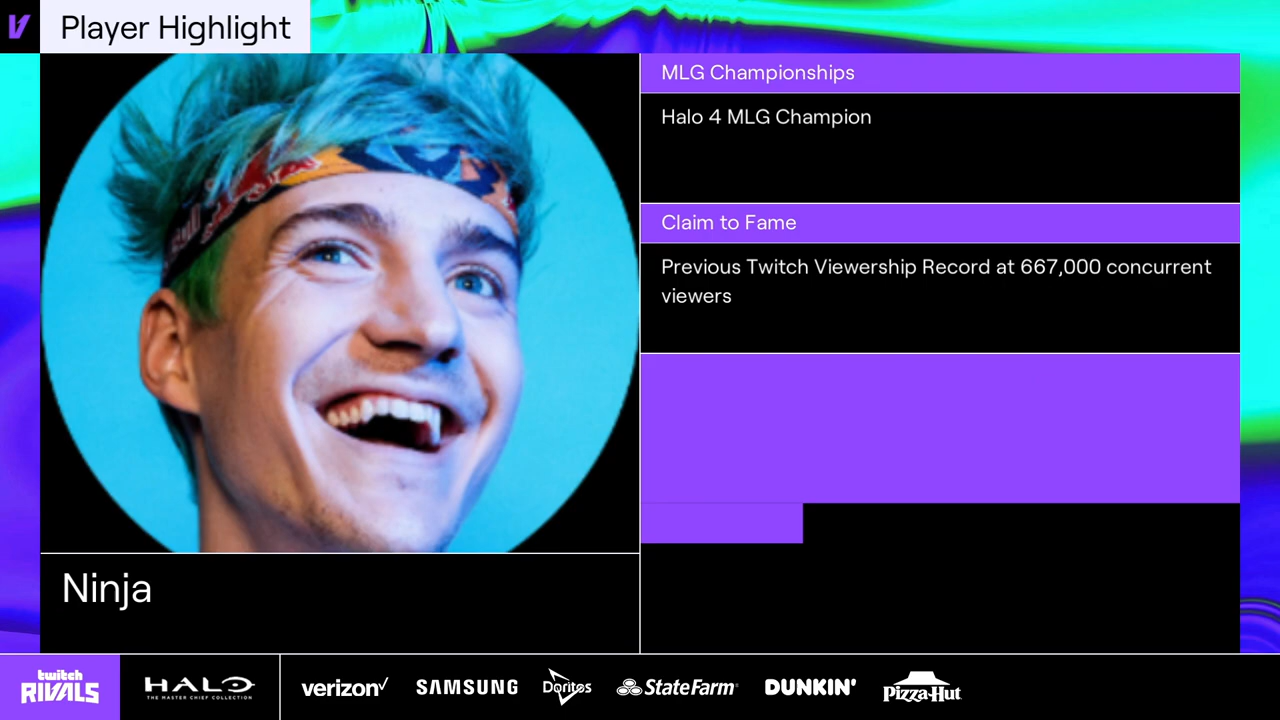 Player Highlight
MLG Championships
Halo 4 MLG Champion
Claim to Fame
Previous Twitch Viewership Record at 667,000 concurrent
viewers
Ninja
twitch
RIVALS
HALO
THE MASTER CHIEF COLLECTION
verizon✓
SAMSUNG
Doritos
StateFarm
DUNKIN'
Pizza Hut